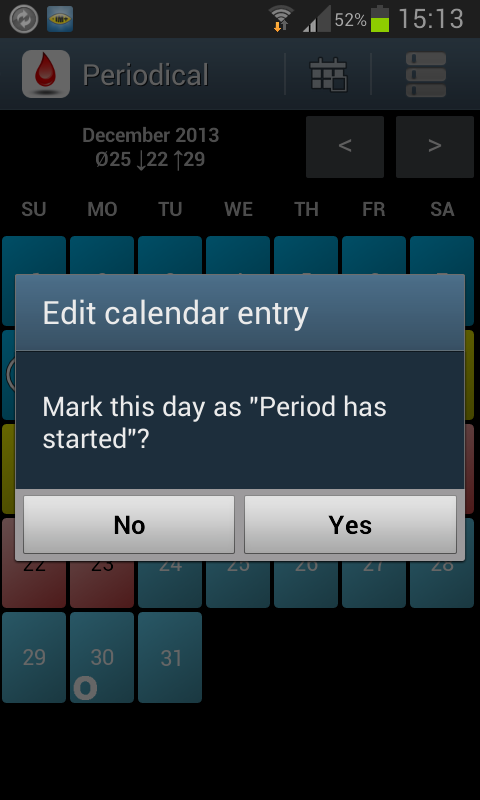 52% 15:13
Periodical
December 2013
Ø25 ↓22 ↑29
< >
SU MO TU WE TH FR SA
Edit calendar entry
Mark this day as "Period has
started"?
No Yes
22 23 24 25 26 27 28
29 30 31
o